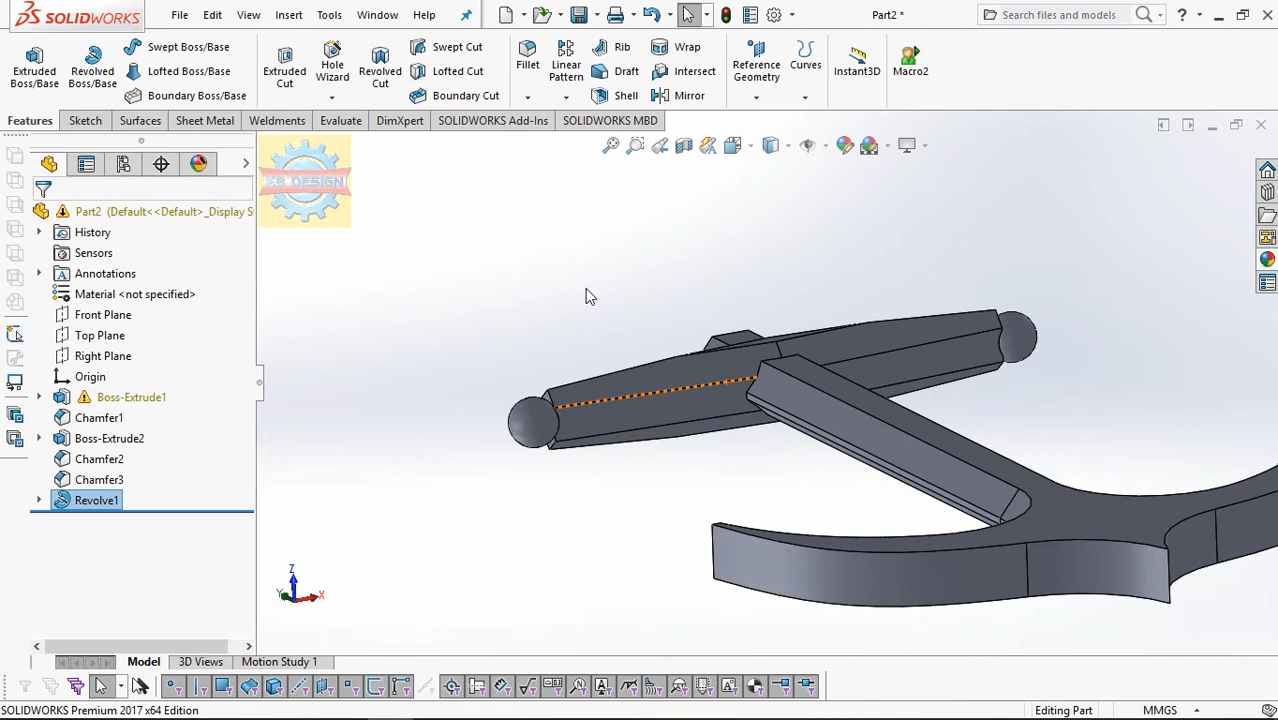 SOLIDWORKS
File Edit View Insert Tools Window Help
Part2 *
Search files and models
?
Extruded Boss/Base
Revolved Boss/Base
Swept Boss/Base
Lofted Boss/Base
Boundary Boss/Base
Extruded Cut
Hole Wizard
Revolved Cut
Swept Cut
Lofted Cut
Boundary Cut
Fillet
Linear Pattern
Rib
Draft
Shell
Wrap
Intersect
Mirror
Reference Geometry
Curves
Instant3D
Macro2
Features Sketch Surfaces Sheet Metal Weldments Evaluate DimXpert SOLIDWORKS Add-Ins SOLIDWORKS MBD
DESIGN
Part2 (Default<<Default>_Display S
History
Sensors
Annotations
Material <not specified>
Front Plane
Top Plane
Right Plane
Origin
Boss-Extrude1
Chamfer1
Boss-Extrude2
Chamfer2
Chamfer3
Revolve1
Z
Y
X
Model 3D Views Motion Study 1
SOLIDWORKS Premium 2017 x64 Edition
Editing Part
MMGS